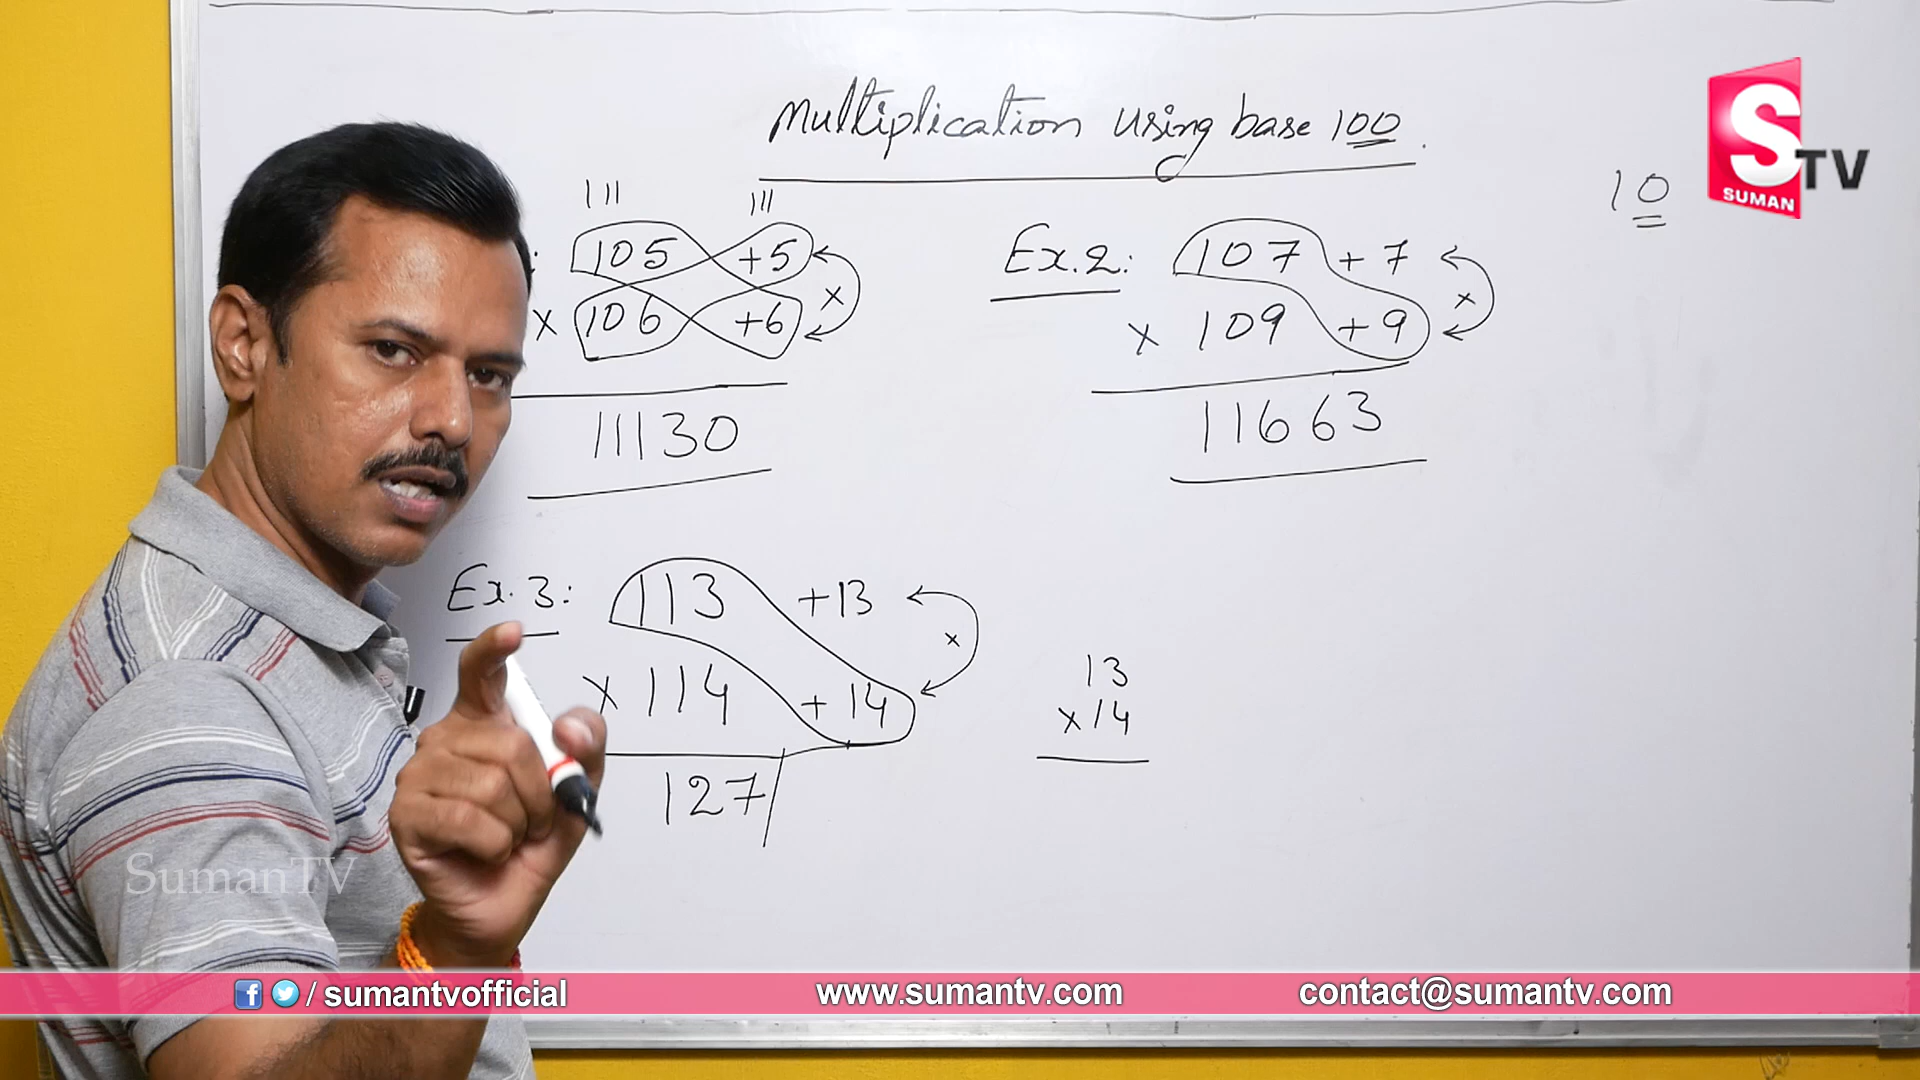 Multiplication using base 100.
10
S TV
SUMAN
111 111
: 105 +5
x
x 106 +6
11130
Ex.2: 107 +7
x
x 109 +9
11663
Ex.3: 113 +13
x
x 114 +14
127/
13
x14
SumanTV
/ sumantvofficial
www.sumantv.com
contact@sumantv.com